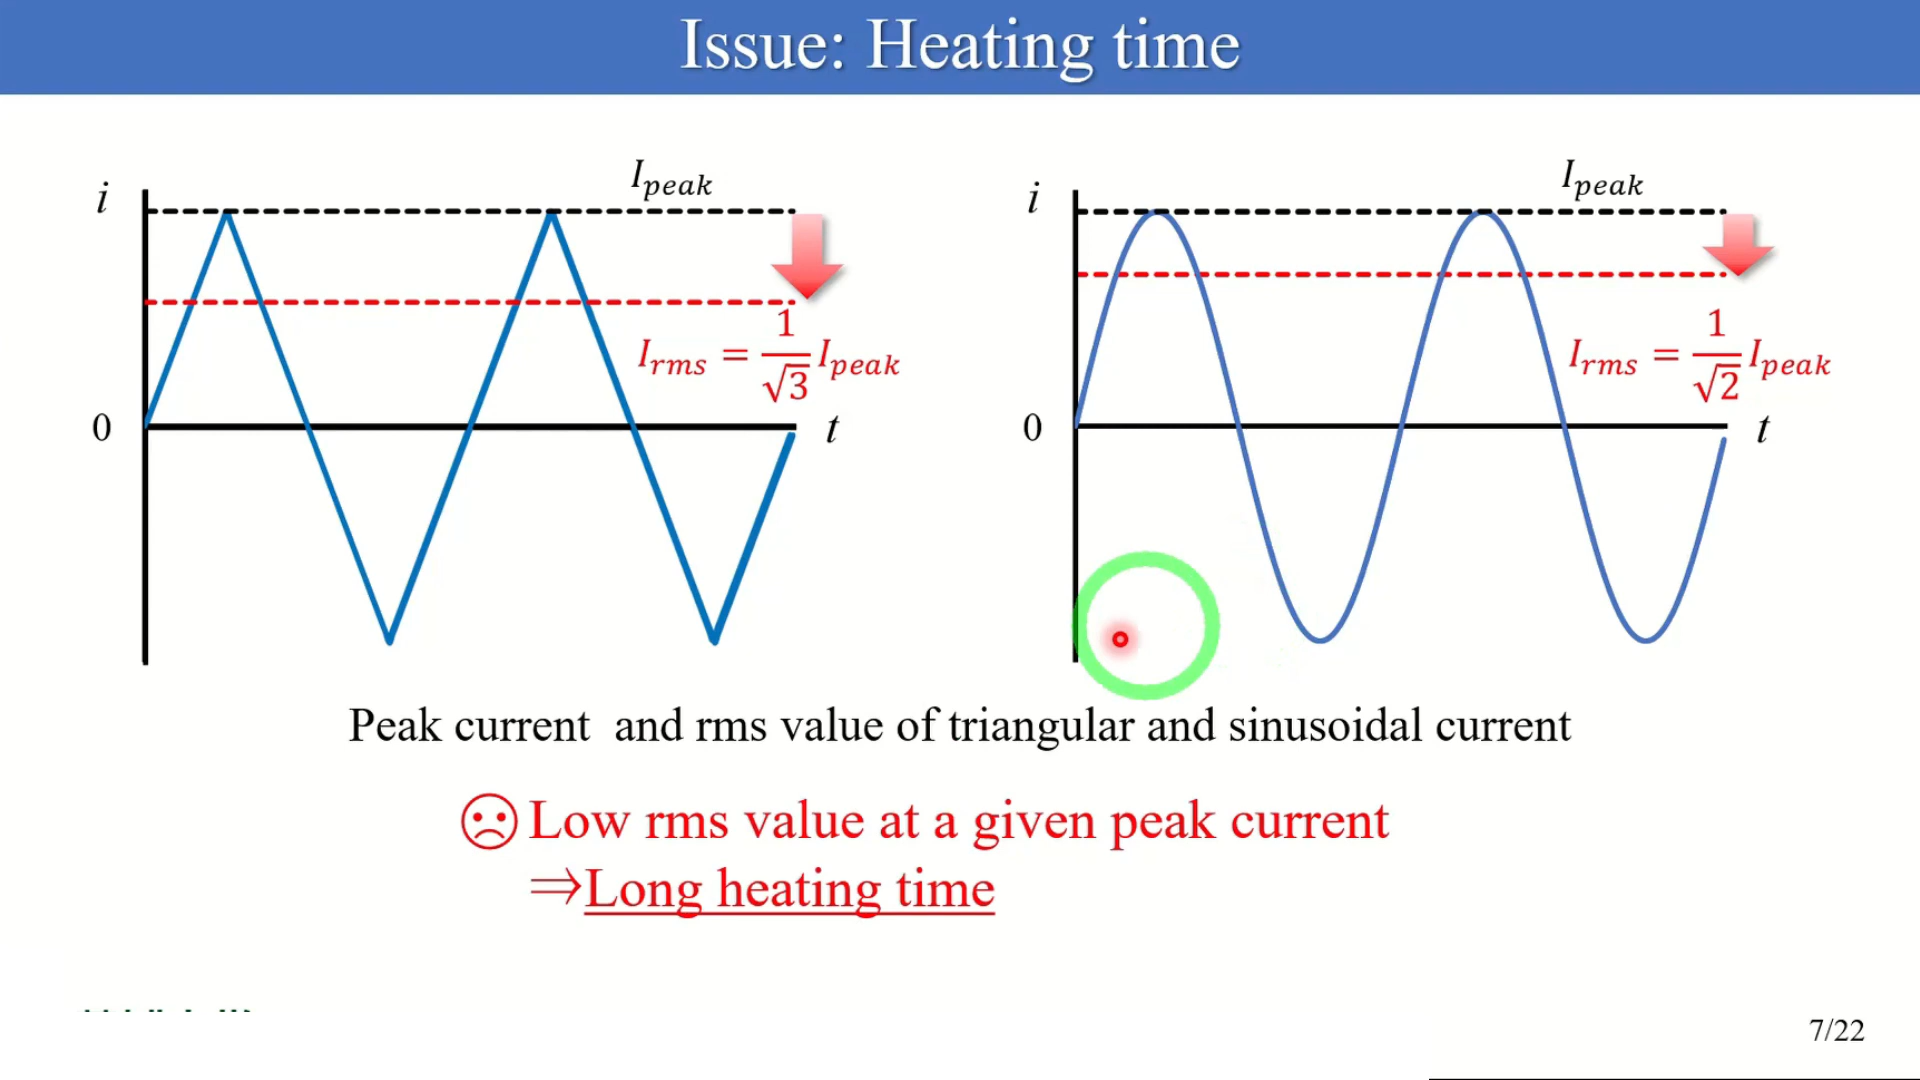 Issue: Heating time
i
I_peak
I_rms = 1/√3 I_peak
0
t
i
I_peak
I_rms = 1/√2 I_peak
0
t
Peak current and rms value of triangular and sinusoidal current
☹ Low rms value at a given peak current
⇒Long heating time
7/22